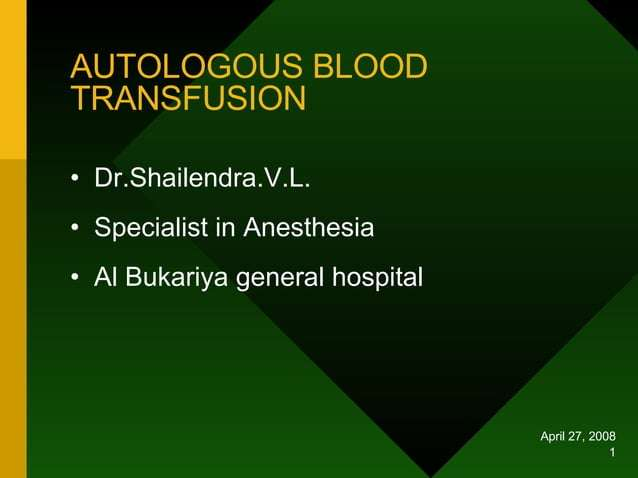 AUTOLOGOUS BLOOD
TRANSFUSION
• Dr.Shailendra.V.L.
• Specialist in Anesthesia
• Al Bukariya general hospital
April 27, 2008
1